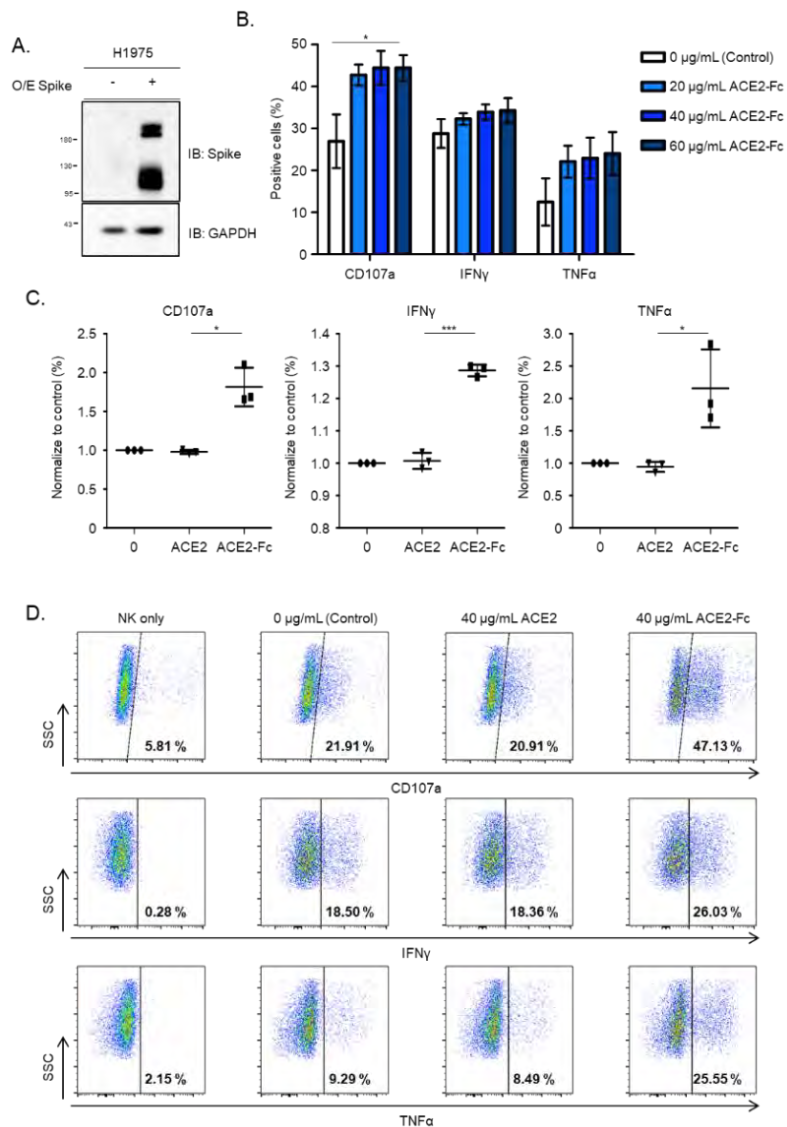 A.
H1975
O/E Spike - +
180
130
95
IB: Spike
43
IB: GAPDH
B.
*
50
40
30
20
10
0
Positive cells (%)
CD107a IFNγ TNFα
0 µg/mL (Control)
20 µg/mL ACE2-Fc
40 µg/mL ACE2-Fc
60 µg/mL ACE2-Fc
C.
CD107a
Normalize to control (%)
2.5
2.0
1.5
1.0
0.5
0
*
0 ACE2 ACE2-Fc
IFNγ
Normalize to control (%)
1.4
1.3
1.2
1.1
1.0
0.9
0.8
***
0 ACE2 ACE2-Fc
TNFα
Normalize to control (%)
3.0
2.5
2.0
1.5
1.0
0.5
0
*
0 ACE2 ACE2-Fc
D.
NK only 0 µg/mL (Control) 40 µg/mL ACE2 40 µg/mL ACE2-Fc
SSC
5.81 % 21.91 % 20.91 % 47.13 %
CD107a
SSC
0.28 % 18.50 % 18.36 % 26.03 %
IFNγ
SSC
2.15 % 9.29 % 8.49 % 25.55 %
TNFα